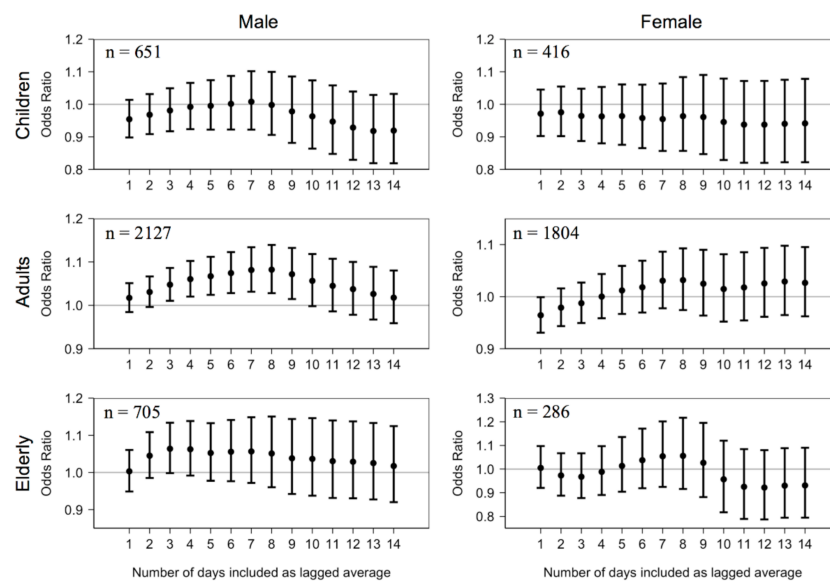 Male
Female
Children
Odds Ratio
1.2
1.1
1.0
0.9
0.8
n = 651
1 2 3 4 5 6 7 8 9 10 11 12 13 14
Odds Ratio
1.2
1.1
1.0
0.9
0.8
n = 416
1 2 3 4 5 6 7 8 9 10 11 12 13 14
Adults
Odds Ratio
1.2
1.1
1.0
0.9
n = 2127
1 2 3 4 5 6 7 8 9 10 11 12 13 14
Odds Ratio
1.1
1.0
0.9
n = 1804
1 2 3 4 5 6 7 8 9 10 11 12 13 14
Elderly
Odds Ratio
1.2
1.1
1.0
0.9
n = 705
1 2 3 4 5 6 7 8 9 10 11 12 13 14
Number of days included as lagged average
Odds Ratio
1.3
1.2
1.1
1.0
0.9
0.8
n = 286
1 2 3 4 5 6 7 8 9 10 11 12 13 14
Number of days included as lagged average